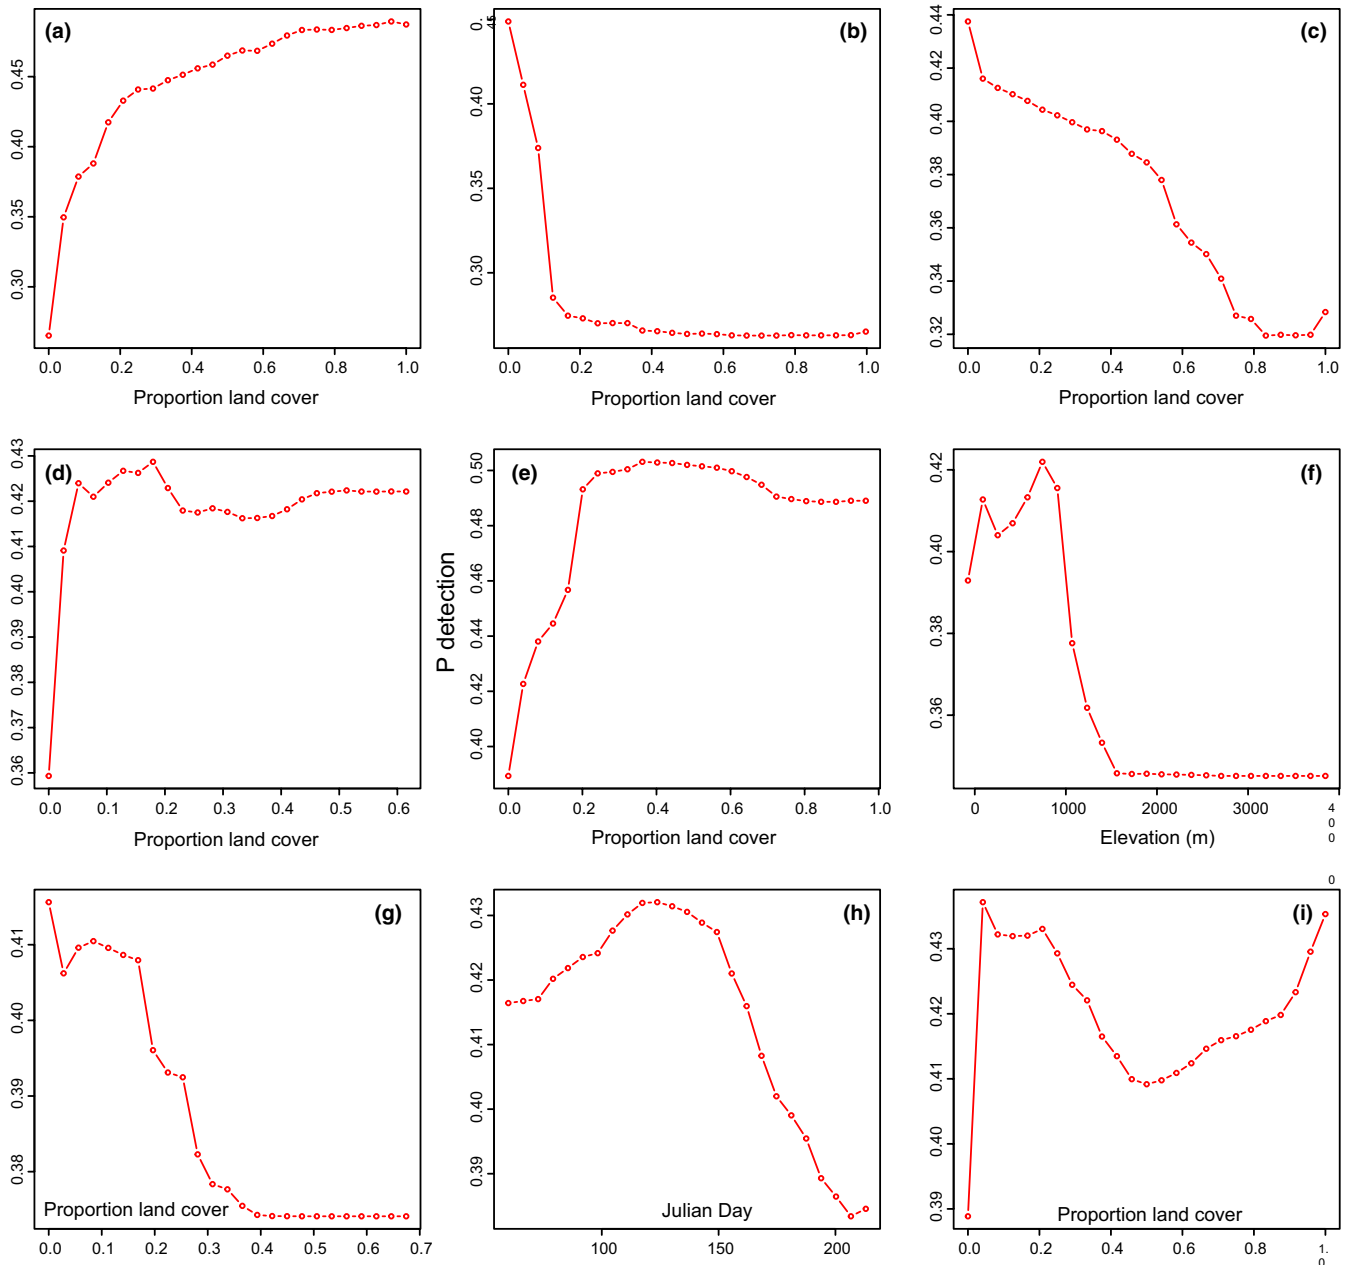 (a)
0.45
0.40
0.35
0.30
0.0 0.2 0.4 0.6 0.8 1.0
Proportion land cover
(b)
0.45
0.40
0.35
0.30
0.0 0.2 0.4 0.6 0.8 1.0
Proportion land cover
(c)
0.44
0.42
0.40
0.38
0.36
0.34
0.32
0.0 0.2 0.4 0.6 0.8 1.0
Proportion land cover
(d)
0.43
0.42
0.41
0.40
0.39
0.38
0.37
0.36
0.0 0.1 0.2 0.3 0.4 0.5 0.6
Proportion land cover
(e)
P detection
0.50
0.48
0.46
0.44
0.42
0.40
0.0 0.2 0.4 0.6 0.8 1.0
Proportion land cover
(f)
0.42
0.40
0.38
0.36
0 1000 2000 3000 4000
Elevation (m)
(g)
0.41
0.40
0.39
0.38
Proportion land cover
0.0 0.1 0.2 0.3 0.4 0.5 0.6 0.7
(h)
0.43
0.42
0.41
0.40
0.39
Julian Day
100 150 200
(i)
0.43
0.42
0.41
0.40
0.39
Proportion land cover
0.0 0.2 0.4 0.6 0.8 1.0